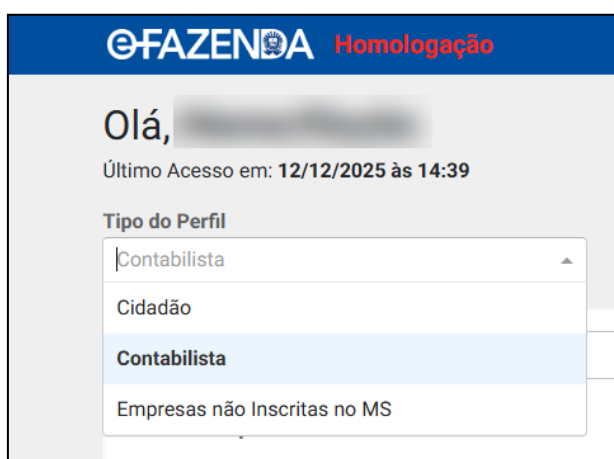 e-FAZENDA Homologação
Olá,
Último Acesso em: 12/12/2025 às 14:39
Tipo do Perfil
Contabilista
Cidadão
Contabilista
Empresas não Inscritas no MS